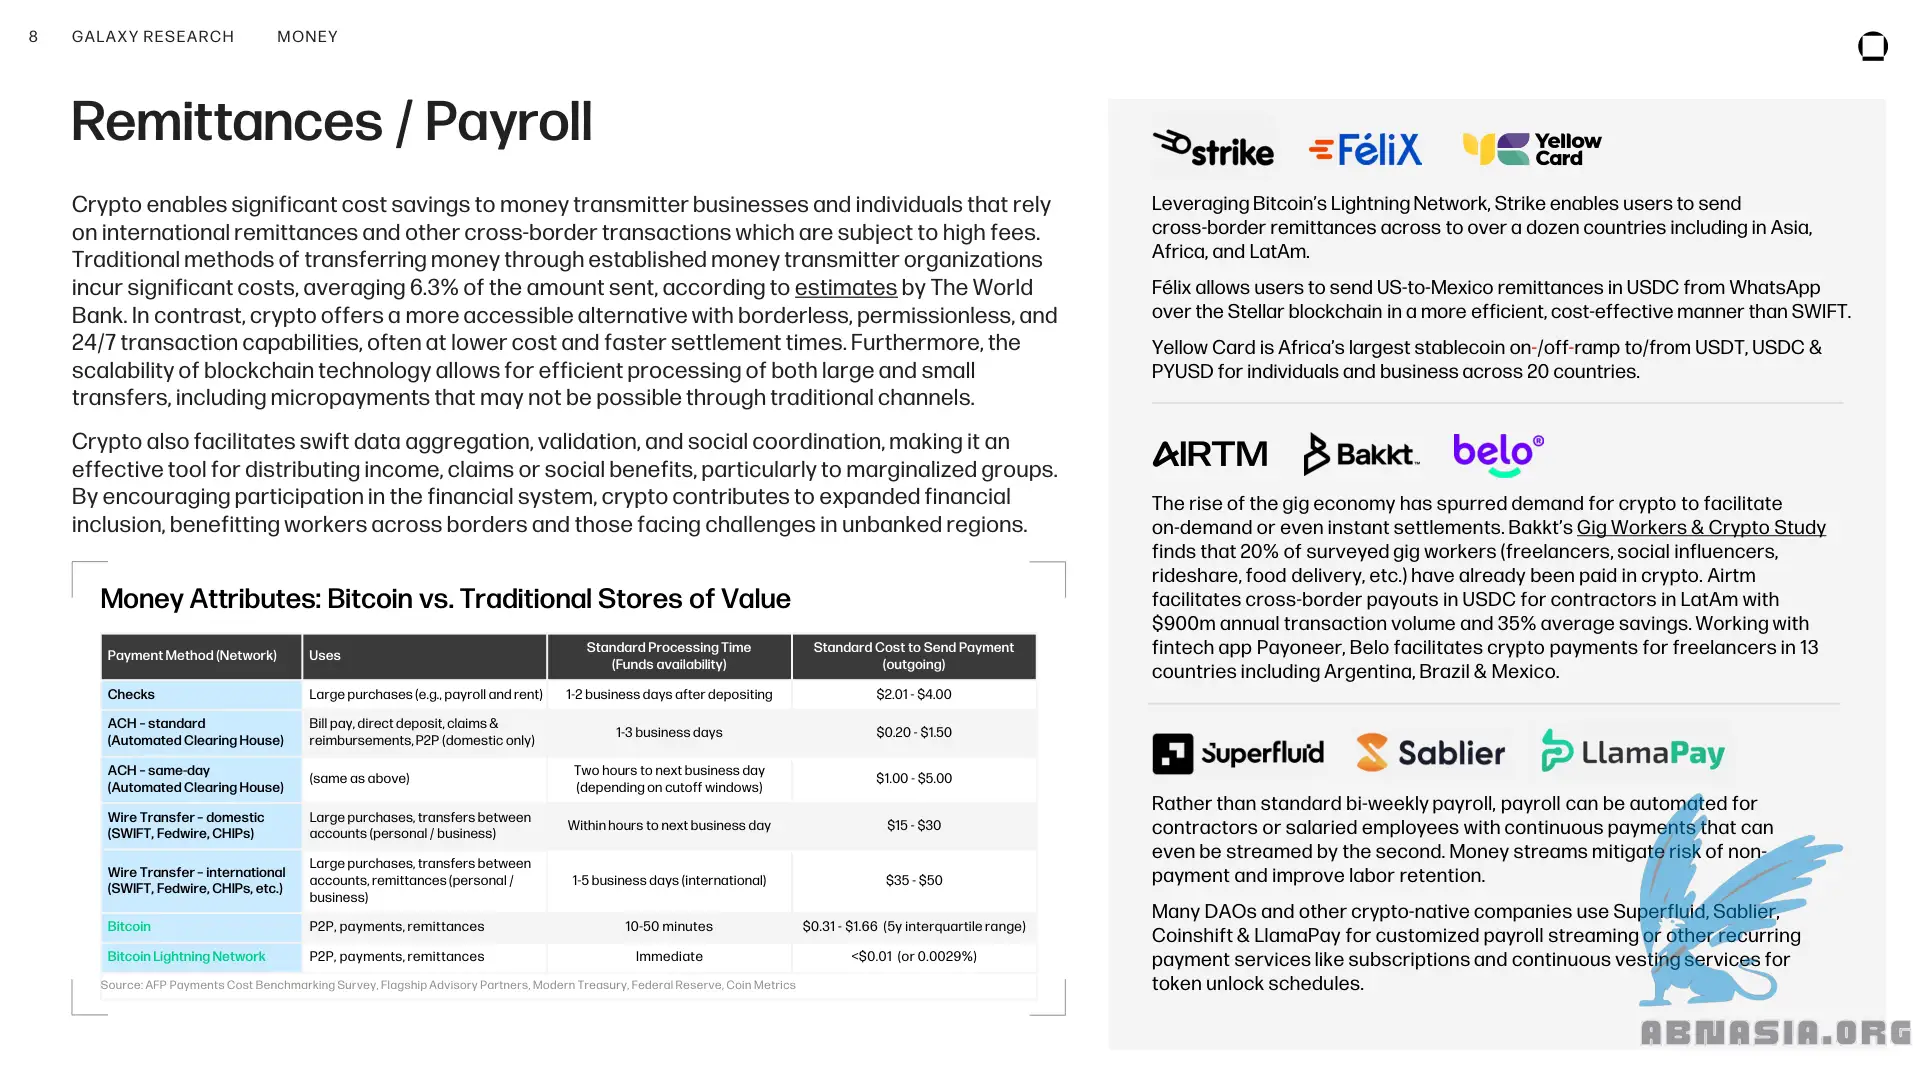 8 GALAXY RESEARCH MONEY
Remittances / Payroll
Crypto enables significant cost savings to money transmitter businesses and individuals that rely
on international remittances and other cross-border transactions which are subject to high fees.
Traditional methods of transferring money through established money transmitter organizations
incur significant costs, averaging 6.3% of the amount sent, according to estimates by The World
Bank. In contrast, crypto offers a more accessible alternative with borderless, permissionless, and
24/7 transaction capabilities, often at lower cost and faster settlement times. Furthermore, the
scalability of blockchain technology allows for efficient processing of both large and small
transfers, including micropayments that may not be possible through traditional channels.
Crypto also facilitates swift data aggregation, validation, and social coordination, making it an
effective tool for distributing income, claims or social benefits, particularly to marginalized groups.
By encouraging participation in the financial system, crypto contributes to expanded financial
inclusion, benefitting workers across borders and those facing challenges in unbanked regions.
Money Attributes: Bitcoin vs. Traditional Stores of Value
Payment Method (Network) Uses Standard Processing Time (Funds availability) Standard Cost to Send Payment (outgoing)
Checks Large purchases (e.g., payroll and rent) 1-2 business days after depositing $2.01 - $4.00
ACH – standard (Automated Clearing House) Bill pay, direct deposit, claims & reimbursements, P2P (domestic only) 1-3 business days $0.20 - $1.50
ACH – same-day (Automated Clearing House) (same as above) Two hours to next business day (depending on cutoff windows) $1.00 - $5.00
Wire Transfer – domestic (SWIFT, Fedwire, CHIPs) Large purchases, transfers between accounts (personal / business) Within hours to next business day $15 - $30
Wire Transfer – international (SWIFT, Fedwire, CHIPs, etc.) Large purchases, transfers between accounts, remittances (personal / business) 1-5 business days (international) $35 - $50
Bitcoin P2P, payments, remittances 10-50 minutes $0.31 - $1.66 (5y interquartile range)
Bitcoin Lightning Network P2P, payments, remittances Immediate <$0.01 (or 0.0029%)
Source: AFP Payments Cost Benchmarking Survey, Flagship Advisory Partners, Modern Treasury, Federal Reserve, Coin Metrics
strike FéliX Yellow Card
Leveraging Bitcoin's Lightning Network, Strike enables users to send
cross-border remittances across to over a dozen countries including in Asia,
Africa, and LatAm.
Félix allows users to send US-to-Mexico remittances in USDC from WhatsApp
over the Stellar blockchain in a more efficient, cost-effective manner than SWIFT.
Yellow Card is Africa's largest stablecoin on-/off-ramp to/from USDT, USDC &
PYUSD for individuals and business across 20 countries.
AIRTM Bakkt™ belo®
The rise of the gig economy has spurred demand for crypto to facilitate
on-demand or even instant settlements. Bakkt's Gig Workers & Crypto Study
finds that 20% of surveyed gig workers (freelancers, social influencers,
rideshare, food delivery, etc.) have already been paid in crypto. Airtm
facilitates cross-border payouts in USDC for contractors in LatAm with
$900m annual transaction volume and 35% average savings. Working with
fintech app Payoneer, Belo facilitates crypto payments for freelancers in 13
countries including Argentina, Brazil & Mexico.
Superfluid Sablier LlamaPay
Rather than standard bi-weekly payroll, payroll can be automated for
contractors or salaried employees with continuous payments that can
even be streamed by the second. Money streams mitigate risk of non-
payment and improve labor retention.
Many DAOs and other crypto-native companies use Superfluid, Sablier,
Coinshift & LlamaPay for customized payroll streaming or other recurring
payment services like subscriptions and continuous vesting services for
token unlock schedules.
ABNASIA.ORG